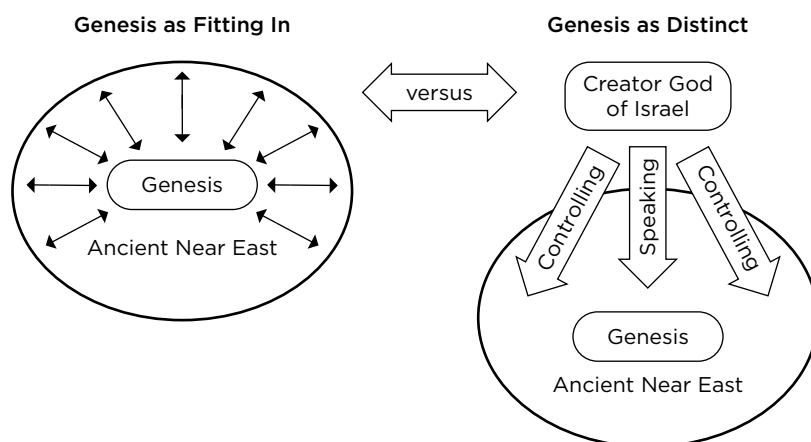 Genesis as Fitting In
Genesis
Ancient Near East
versus
Genesis as Distinct
Creator God
of Israel
Controlling
Speaking
Controlling
Genesis
Ancient Near East